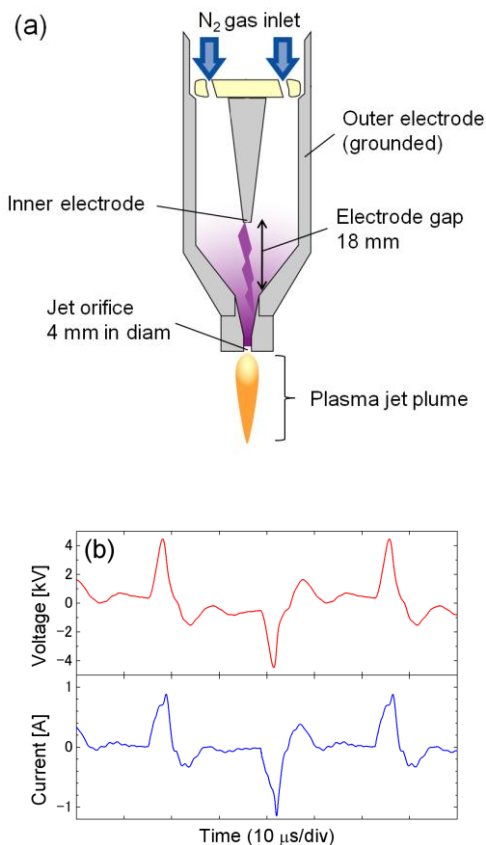 (a)
N₂ gas inlet
Outer electrode
(grounded)
Inner electrode
Electrode gap
18 mm
Jet orifice
4 mm in diam
Plasma jet plume
(b)
Voltage [kV]
4
2
0
−2
−4
Current [A]
1
0
−1
Time (10 μs/div)